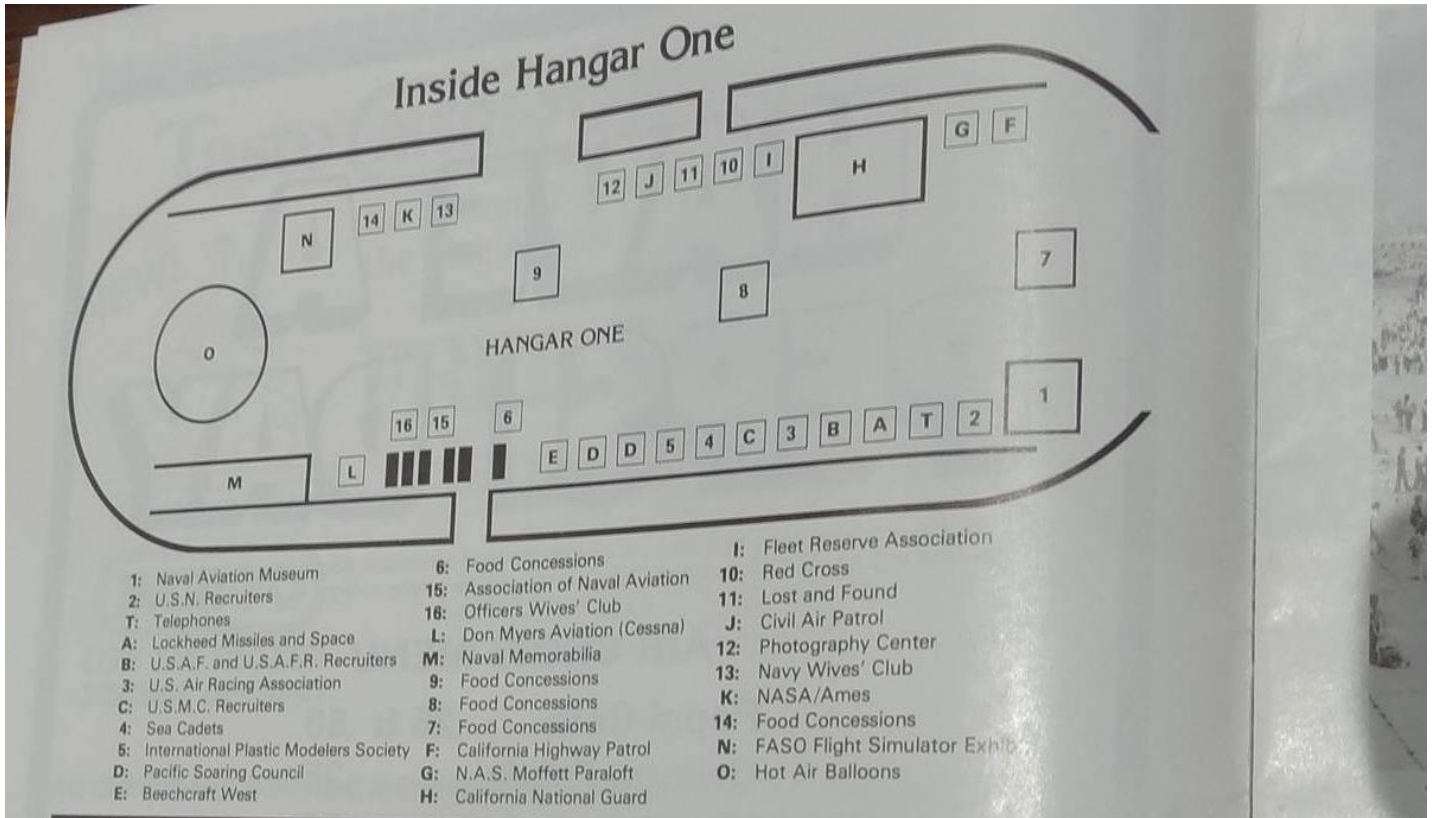 Inside Hangar One
G F
H
12 J 11 10 I
14 K 13
N
9
8
7
O
HANGAR ONE
1
16 15 6
E D D 5 4 C 3 B A T 2
L
M
1: Naval Aviation Museum
2: U.S.N. Recruiters
T: Telephones
A: Lockheed Missiles and Space
B: U.S.A.F. and U.S.A.F.R. Recruiters
3: U.S. Air Racing Association
C: U.S.M.C. Recruiters
4: Sea Cadets
5: International Plastic Modelers Society
D: Pacific Soaring Council
E: Beechcraft West
6: Food Concessions
15: Association of Naval Aviation
16: Officers Wives' Club
L: Don Myers Aviation (Cessna)
M: Naval Memorabilia
9: Food Concessions
8: Food Concessions
7: Food Concessions
F: California Highway Patrol
G: N.A.S. Moffett Paraloft
H: California National Guard
I: Fleet Reserve Association
10: Red Cross
11: Lost and Found
J: Civil Air Patrol
12: Photography Center
13: Navy Wives' Club
K: NASA/Ames
14: Food Concessions
N: FASO Flight Simulator
O: Hot Air Balloons